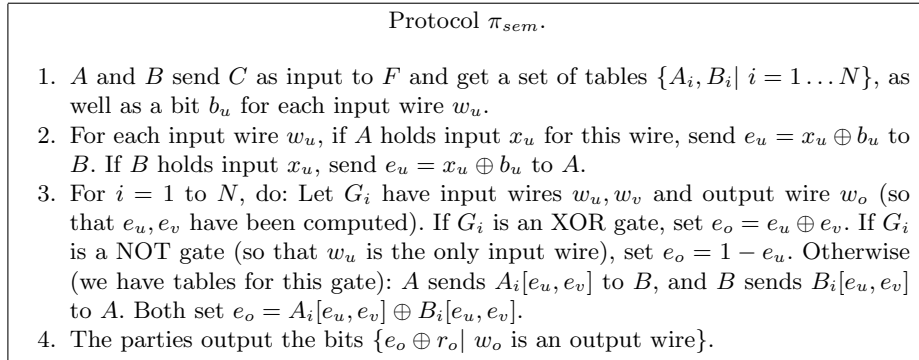 Protocol π_{sem}.
1. A and B send C as input to F and get a set of tables {A_i, B_i| i = 1 . . . N}, as
well as a bit b_u for each input wire w_u.
2. For each input wire w_u, if A holds input x_u for this wire, send e_u = x_u ⊕ b_u to
B. If B holds input x_u, send e_u = x_u ⊕ b_u to A.
3. For i = 1 to N, do: Let G_i have input wires w_u, w_v and output wire w_o (so
that e_u, e_v have been computed). If G_i is an XOR gate, set e_o = e_u ⊕ e_v. If G_i
is a NOT gate (so that w_u is the only input wire), set e_o = 1 − e_u. Otherwise
(we have tables for this gate): A sends A_i[e_u, e_v] to B, and B sends B_i[e_u, e_v]
to A. Both set e_o = A_i[e_u, e_v] ⊕ B_i[e_u, e_v].
4. The parties output the bits {e_o ⊕ r_o| w_o is an output wire}.